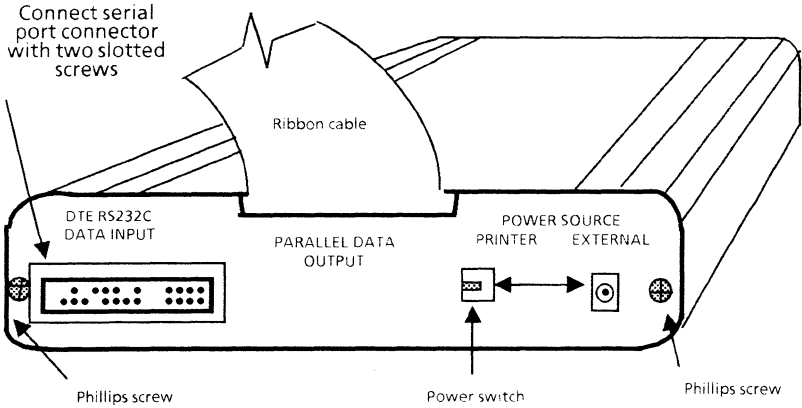 Connect serial
port connector
with two slotted
screws
Ribbon cable
DTE RS232C
DATA INPUT
PARALLEL DATA
OUTPUT
POWER SOURCE
PRINTER EXTERNAL
Phillips screw
Power switch
Phillips screw